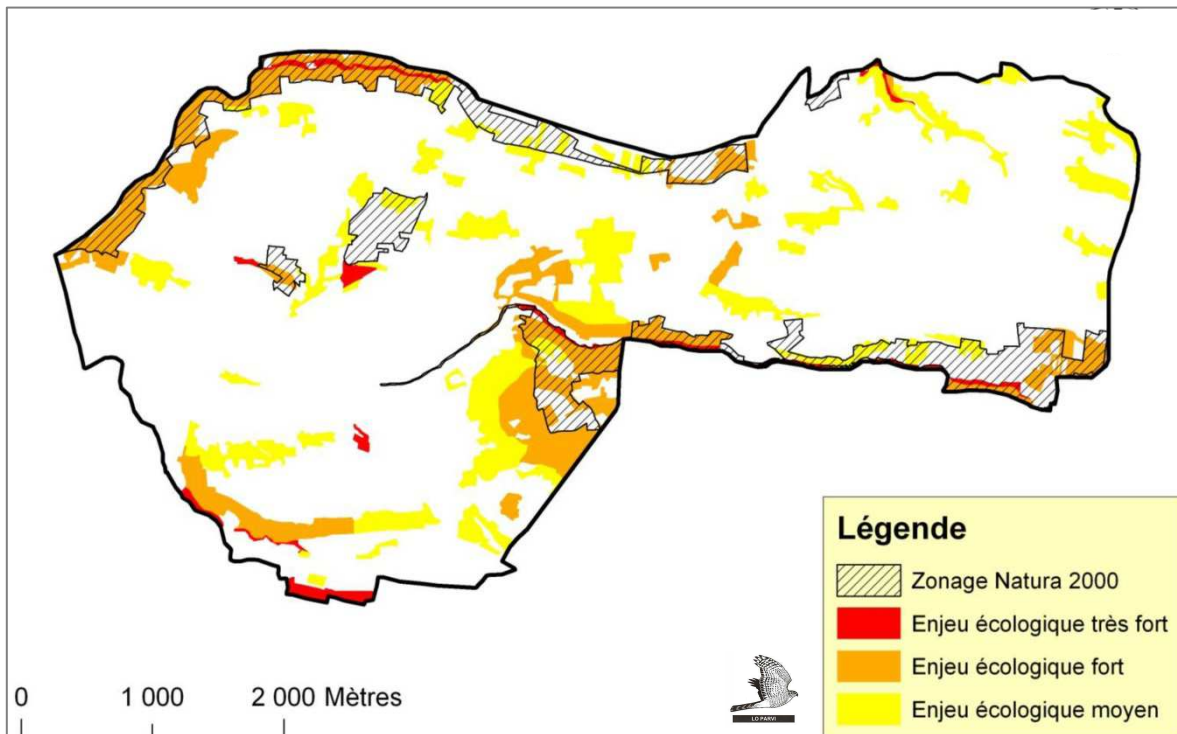 Légende
Zonage Natura 2000
Enjeu écologique très fort
Enjeu écologique fort
Enjeu écologique moyen
0 1 000 2 000 Mètres
LO PARVI